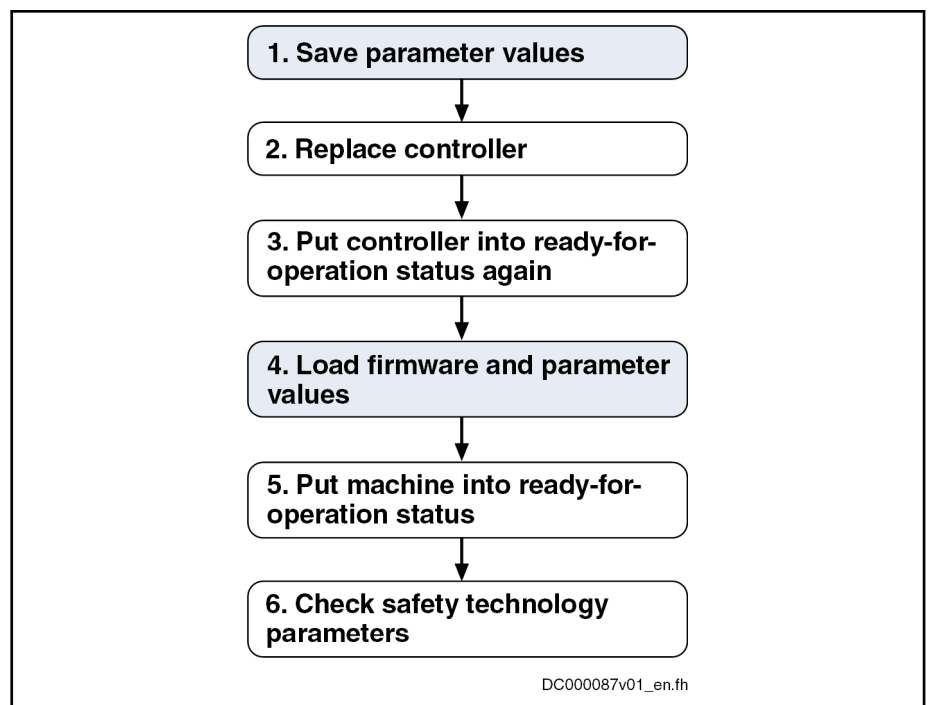 1. Save parameter values
2. Replace controller
3. Put controller into ready-for-
operation status again
4. Load firmware and parameter
values
5. Put machine into ready-for-
operation status
6. Check safety technology
parameters
DC000087v01_en.fh